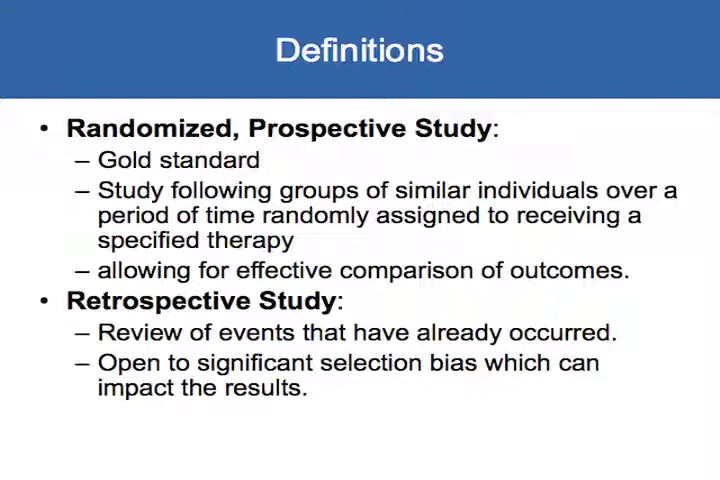 Definitions
• Randomized, Prospective Study:
– Gold standard
– Study following groups of similar individuals over a
period of time randomly assigned to receiving a
specified therapy
– allowing for effective comparison of outcomes.
• Retrospective Study:
– Review of events that have already occurred.
– Open to significant selection bias which can
impact the results.